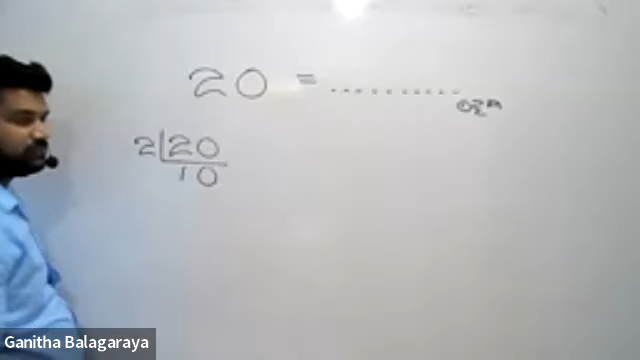 20 = ..........
2 20
10
Ganitha Balagaraya